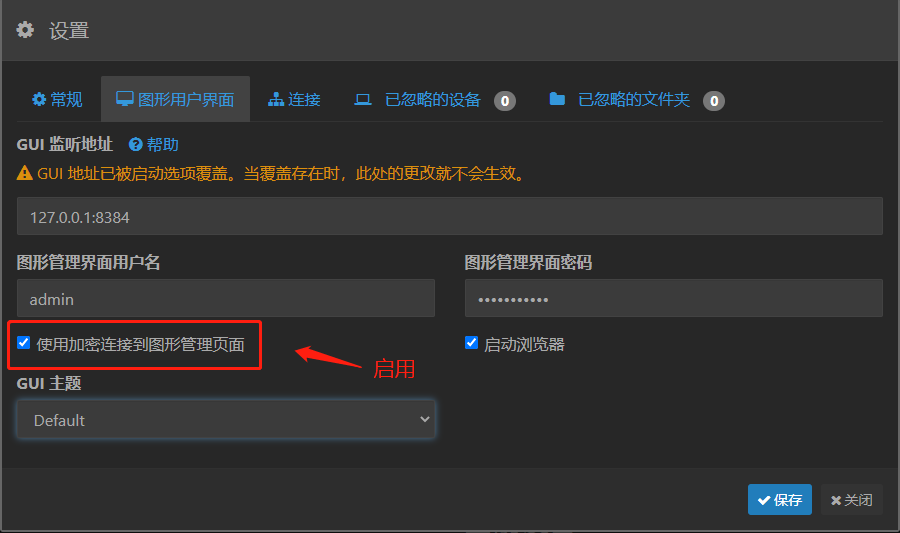 设置
常规 图形用户界面 连接 已忽略的设备 0 已忽略的文件夹 0
GUI 监听地址 帮助
GUI 地址已被启动选项覆盖。当覆盖存在时，此处的更改就不会生效。
127.0.0.1:8384
图形管理界面用户名 图形管理界面密码
admin •••••••••••
使用加密连接到图形管理页面 启动浏览器
启用
GUI 主题
Default
保存 关闭